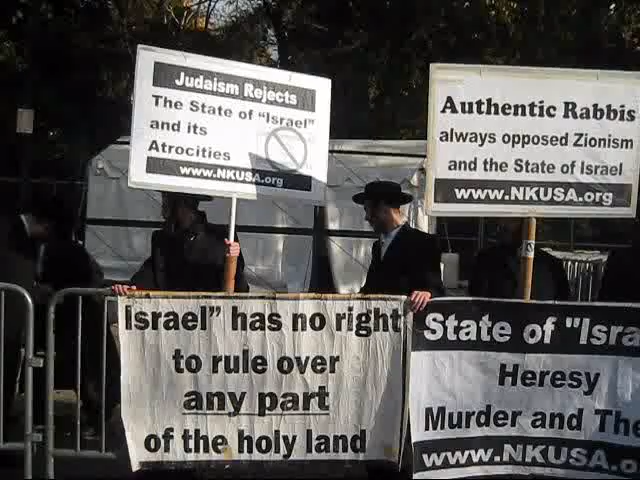 Judaism Rejects
The State of "Israel"
and its
Atrocities
www.NKUSA.org
Authentic Rabbis
always opposed Zionism
and the State of Israel
www.NKUSA.org
Israel" has no right
to rule over
any part
of the holy land
State of "Isra
Heresy
Murder and The
www.NKUSA.o